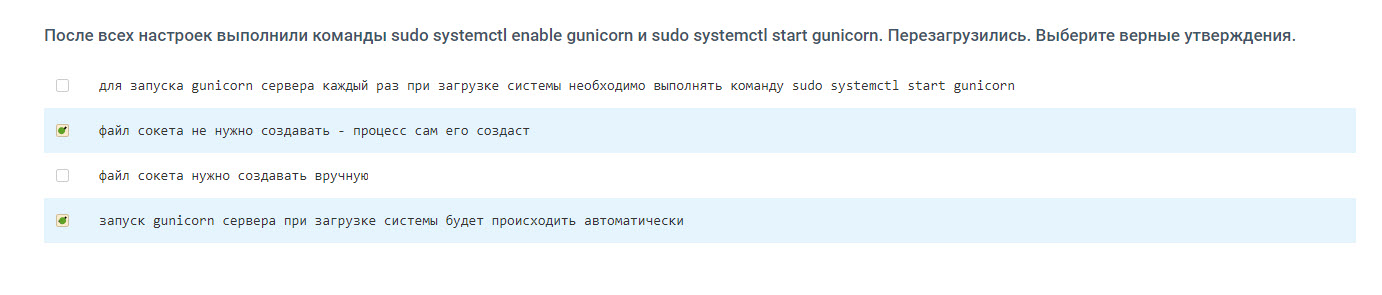 После всех настроек выполнили команды sudo systemctl enable gunicorn и sudo systemctl start gunicorn. Перезагрузились. Выберите верные утверждения.
для запуска gunicorn сервера каждый раз при загрузке системы необходимо выполнять команду sudo systemctl start gunicorn
файл сокета не нужно создавать - процесс сам его создаст
файл сокета нужно создавать вручную
запуск gunicorn сервера при загрузке системы будет происходить автоматически